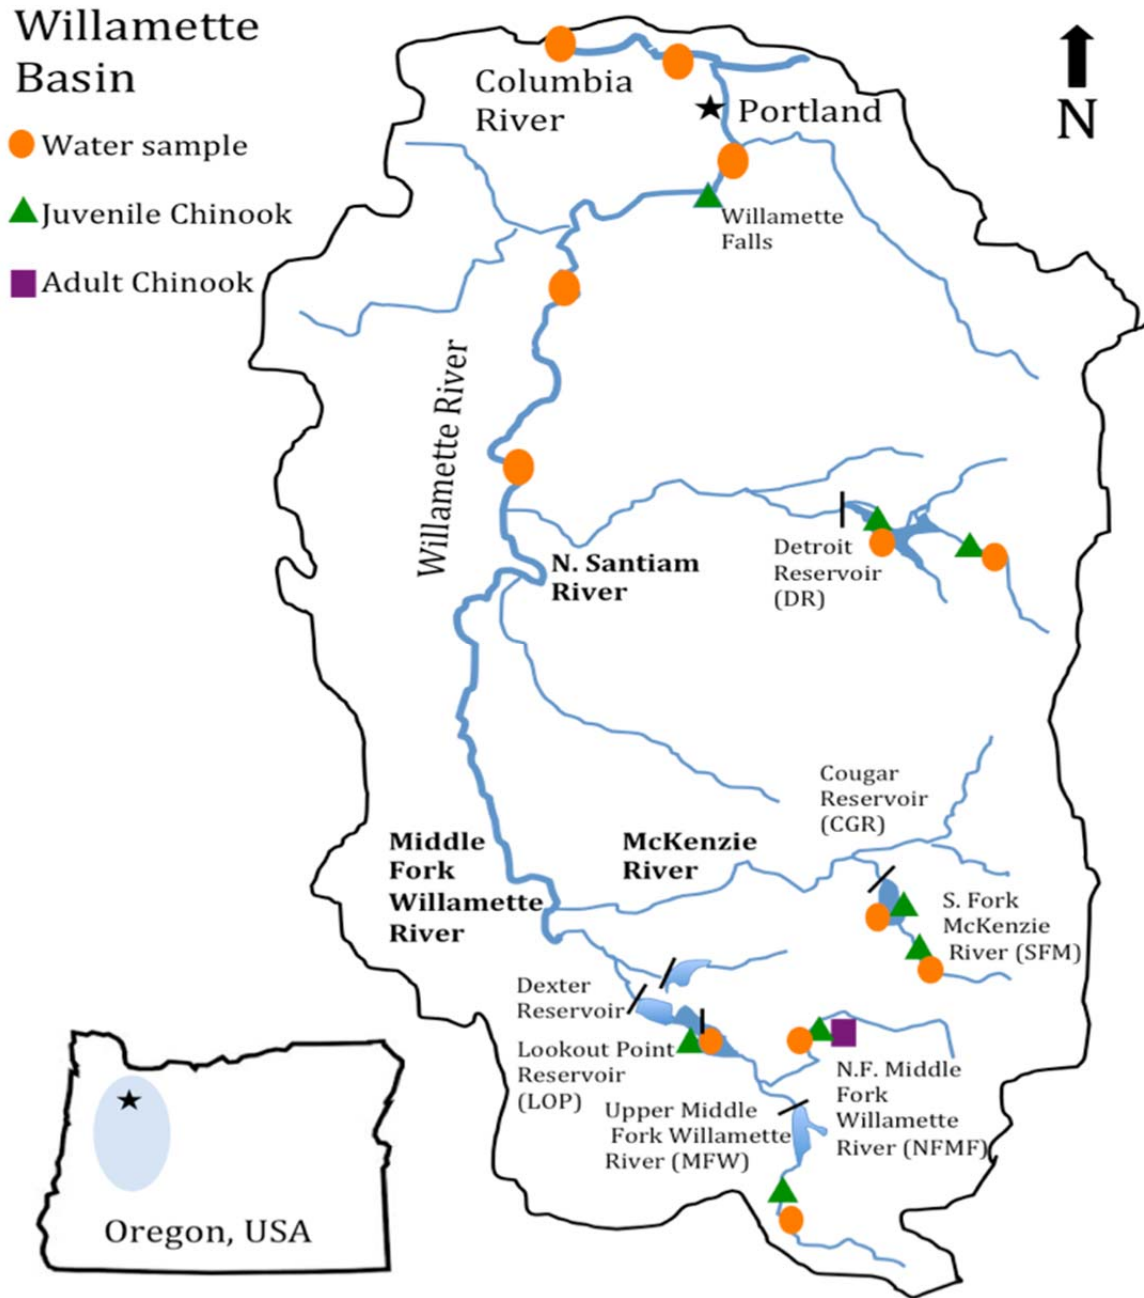 Willamette
Basin
Water sample
Juvenile Chinook
Adult Chinook
Columbia
River
Portland
N
Willamette
Falls
Willamette River
Detroit
Reservoir
(DR)
N. Santiam
River
Cougar
Reservoir
(CGR)
Middle
Fork
Willamette
River
McKenzie
River
S. Fork
McKenzie
River (SFM)
Dexter
Reservoir
Lookout Point
Reservoir
(LOP)
N.F. Middle
Fork
Willamette
River (NFMF)
Upper Middle
Fork Willamette
River (MFW)
Oregon, USA